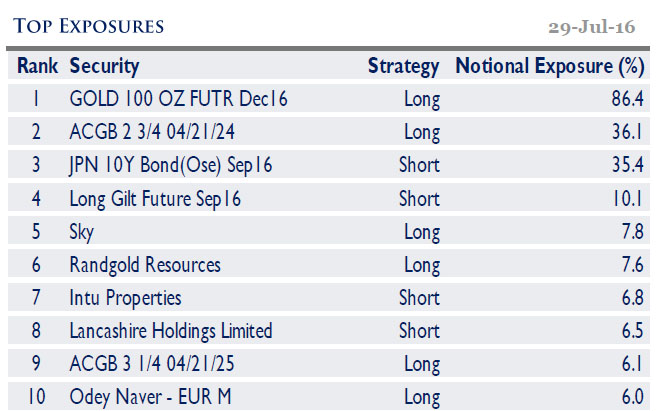 TOP EXPOSURES 29-Jul-16
Rank Security Strategy Notional Exposure (%)
1 GOLD 100 OZ FUTR Dec16 Long 86.4
2 ACGB 2 3/4 04/21/24 Long 36.1
3 JPN 10Y Bond(Ose) Sep16 Short 35.4
4 Long Gilt Future Sep16 Short 10.1
5 Sky Long 7.8
6 Randgold Resources Long 7.6
7 Intu Properties Short 6.8
8 Lancashire Holdings Limited Short 6.5
9 ACGB 3 1/4 04/21/25 Long 6.1
10 Odey Naver - EUR M Long 6.0